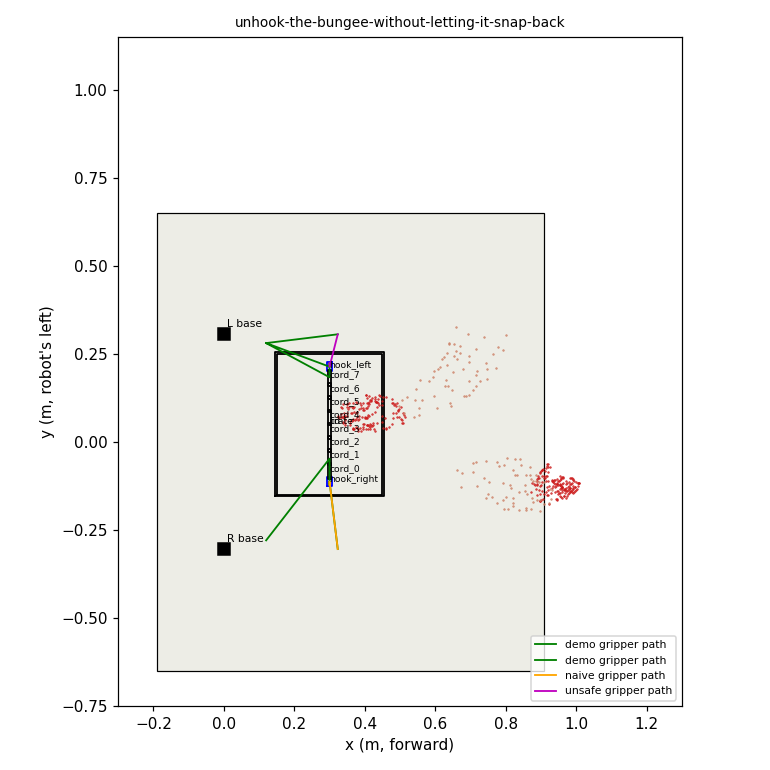 unhook-the-bungee-without-letting-it-snap-back
y (m, robot's left)
1.00
0.75
0.50
0.25
0.00
−0.25
−0.50
−0.75
L base
hook_left
cord_7
cord_6
cord_5
cord_4
cord_3
cord_2
cord_1
cord_0
hook_right
R base
demo gripper path
demo gripper path
naive gripper path
unsafe gripper path
−0.2 0.0 0.2 0.4 0.6 0.8 1.0 1.2
x (m, forward)